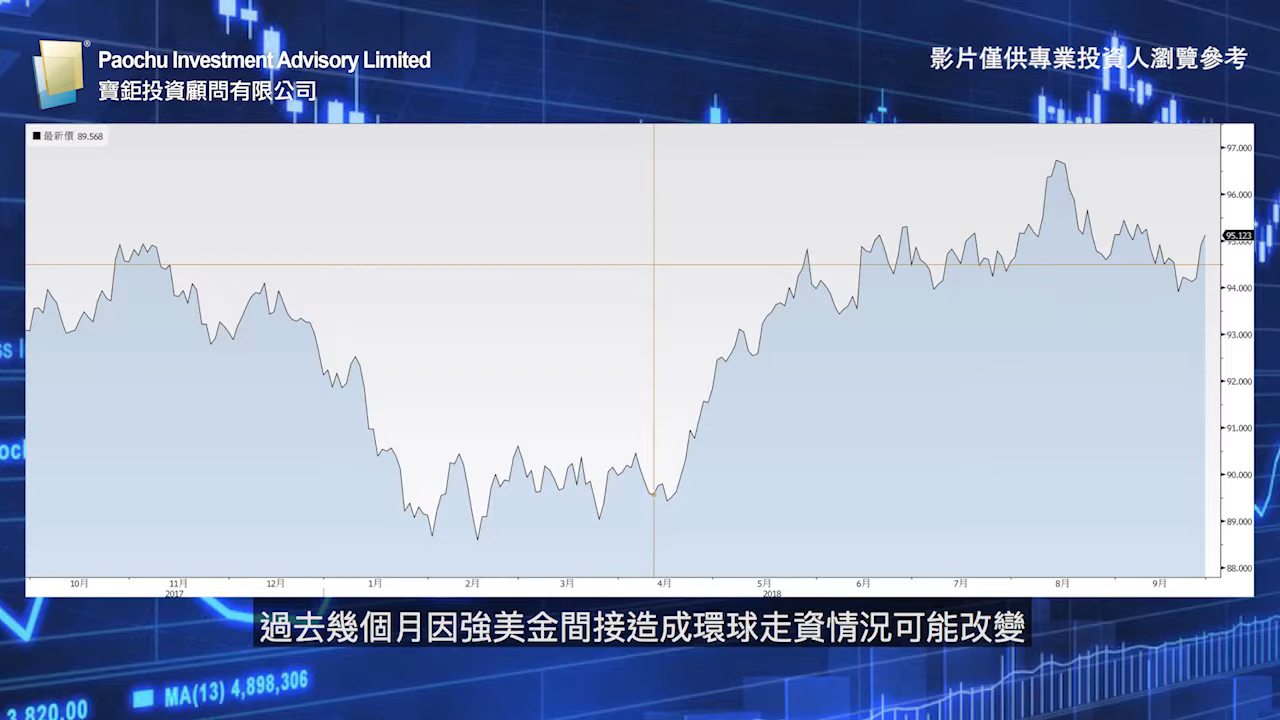 Paochu Investment Advisory Limited
寶鉅投資顧問有限公司
®
影片僅供專業投資人瀏覽參考
最新價 89.568
97.000
96.000
95.123
95.000
94.000
93.000
92.000
91.000
90.000
89.000
88.000
10月 11月 12月 1月 2月 3月 4月 5月 6月 7月 8月 9月
2017 2018
過去幾個月因強美金間接造成環球走資情況可能改變
MA(13) 4,898,306
3,820.00